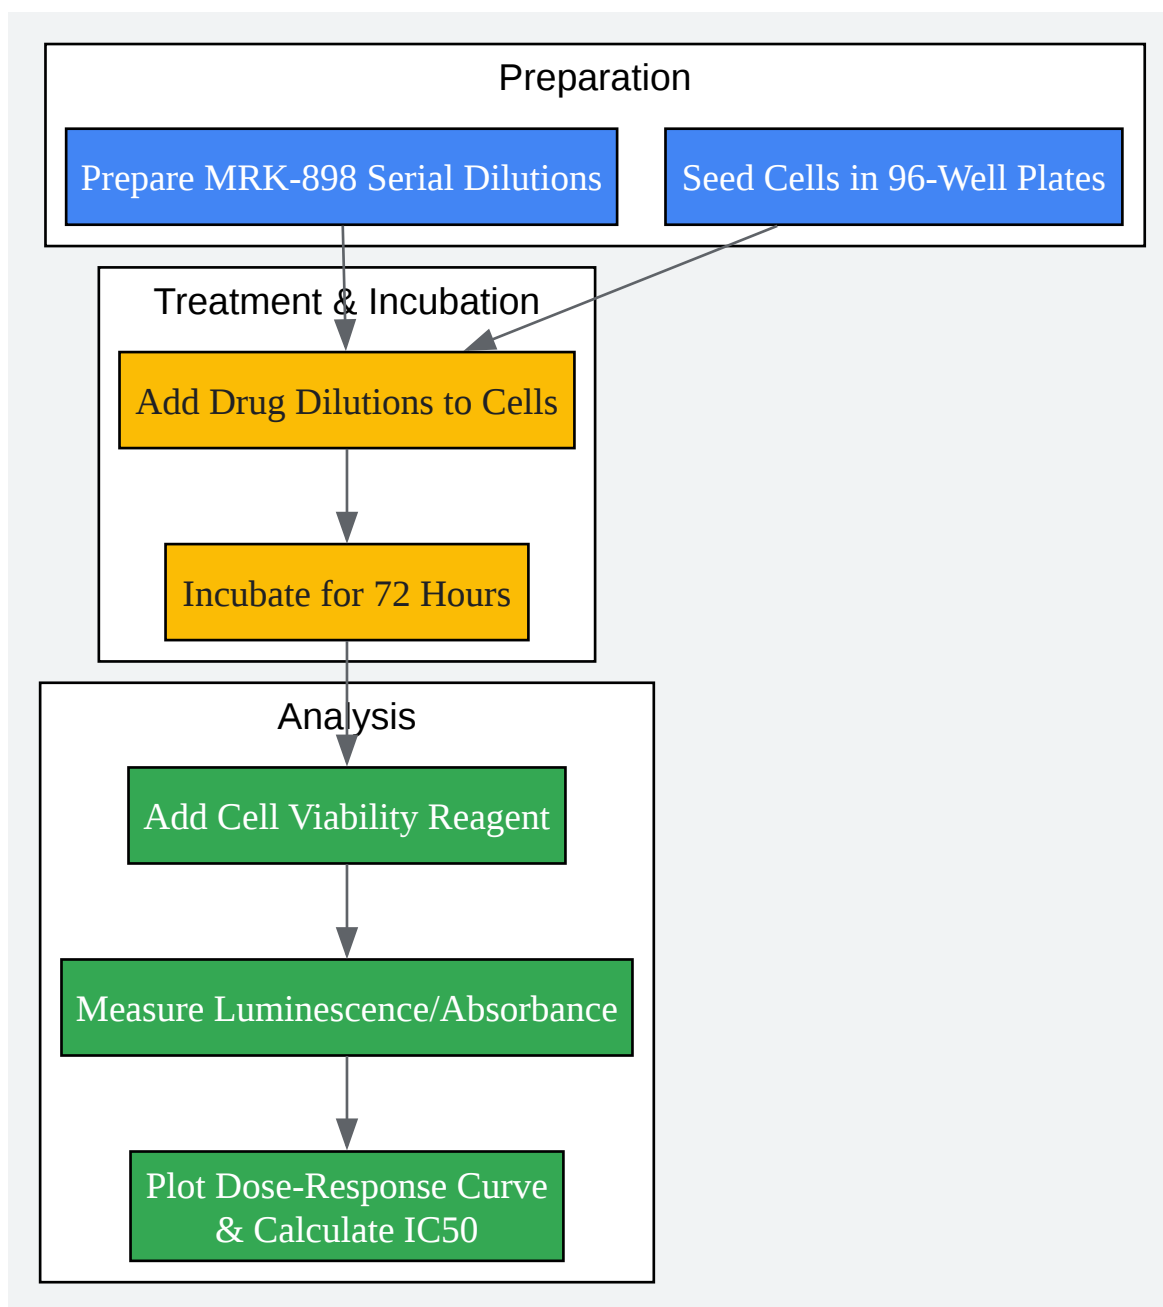 Preparation
Prepare MRK-898 Serial Dilutions
Seed Cells in 96-Well Plates
Treatment & Incubation
Add Drug Dilutions to Cells
Incubate for 72 Hours
Analysis
Add Cell Viability Reagent
Measure Luminescence/Absorbance
Plot Dose-Response Curve
& Calculate IC50